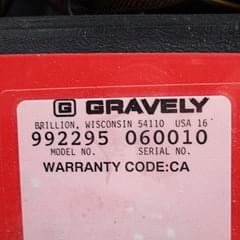 G GRAVELY
BRILLION, WISCONSIN 54110 USA 16
992295 060010
MODEL NO. SERIAL NO.
WARRANTY CODE:CA